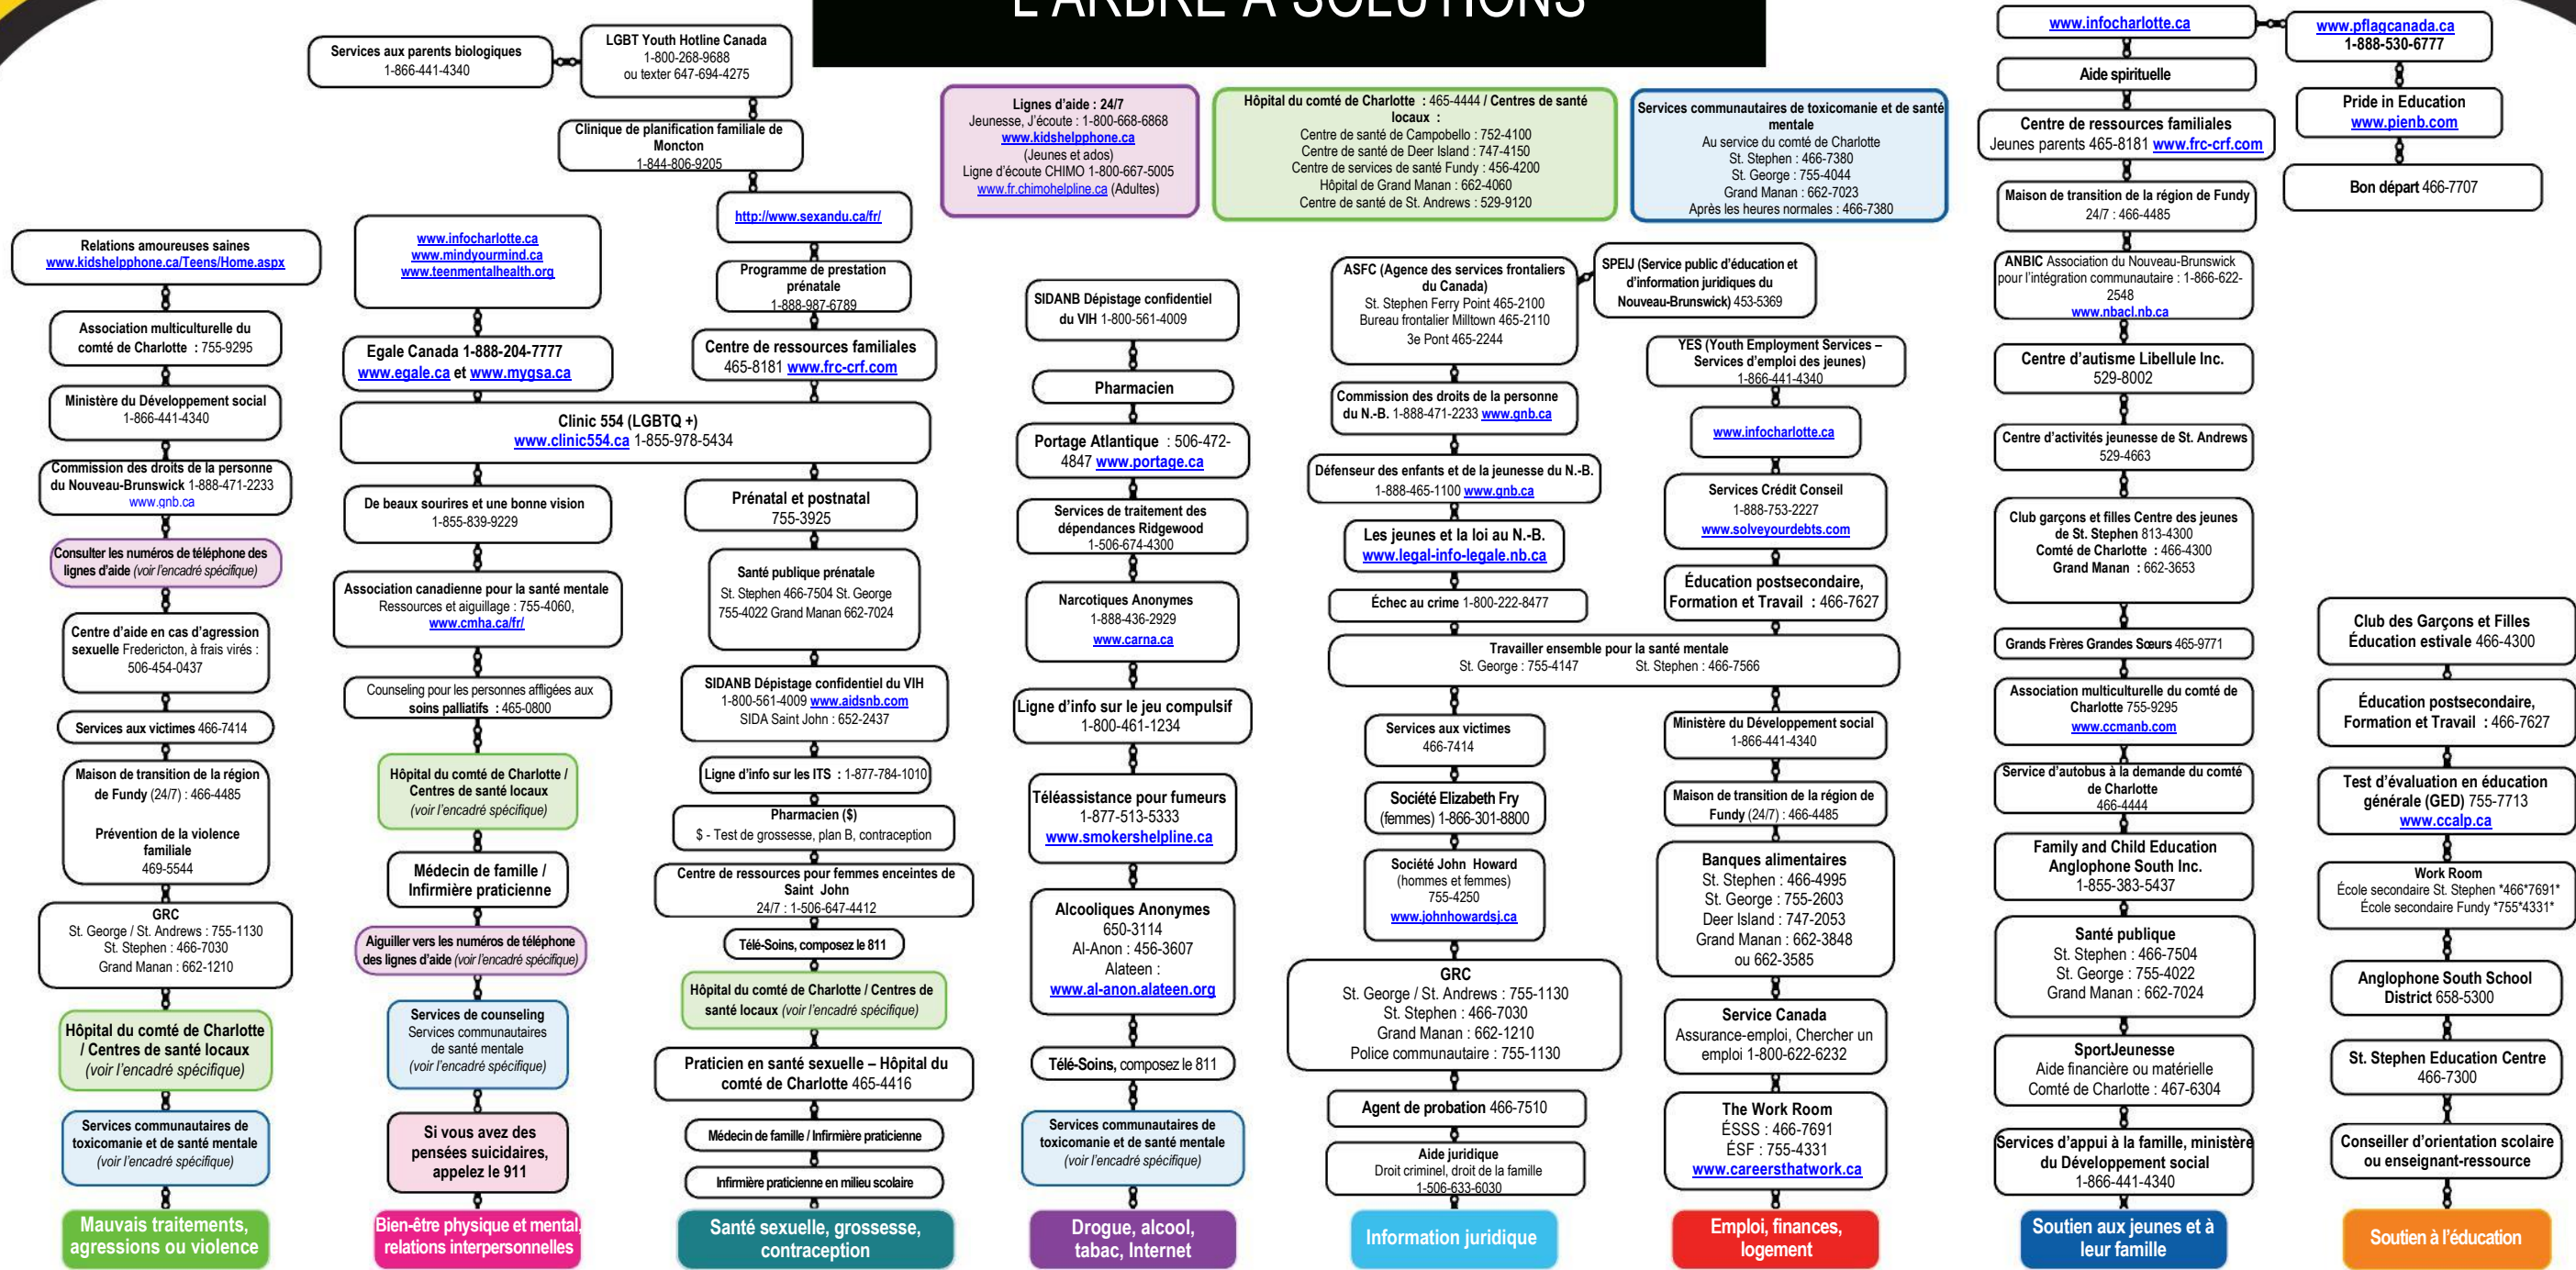 L'ARBRE À SOLUTIONS
Services aux parents biologiques
1-866-441-4340
LGBT Youth Hotline Canada
1-800-268-9688
ou texter 647-694-4275
Clinique de planification familiale de
Moncton
1-844-806-9205
http://www.sexandu.ca/fr/
Programme de prestation
prénatale
1-888-987-6789
Centre de ressources familiales
465-8181 www.frc-crf.com
Lignes d'aide : 24/7
Jeunesse, J'écoute : 1-800-668-6868
www.kidshelpphone.ca
(Jeunes et ados)
Ligne d'écoute CHIMO 1-800-667-5005
www.fr.chimohelpline.ca (Adultes)
Hôpital du comté de Charlotte : 465-4444 / Centres de santé
locaux :
Centre de santé de Campobello : 752-4100
Centre de santé de Deer Island : 747-4150
Centre de services de santé Fundy : 456-4200
Hôpital de Grand Manan : 662-4060
Centre de santé de St. Andrews : 529-9120
Services communautaires de toxicomanie et de santé
mentale
Au service du comté de Charlotte
St. Stephen : 466-7380
St. George : 755-4044
Grand Manan : 662-7023
Après les heures normales : 466-7380
Relations amoureuses saines
www.kidshelpphone.ca/Teens/Home.aspx
Association multiculturelle du
comté de Charlotte : 755-9295
Ministère du Développement social
1-866-441-4340
Commission des droits de la personne
du Nouveau-Brunswick 1-888-471-2233
www.gnb.ca
Consulter les numéros de téléphone des
lignes d'aide (voir l'encadré spécifique)
Centre d'aide en cas d'agression
sexuelle Fredericton, à frais virés :
506-454-0437
Services aux victimes 466-7414
Maison de transition de la région
de Fundy (24/7) : 466-4485
Prévention de la violence
familiale
469-5544
GRC
St. George / St. Andrews : 755-1130
St. Stephen : 466-7030
Grand Manan : 662-1210
Hôpital du comté de Charlotte
/ Centres de santé locaux
(voir l'encadré spécifique)
Services communautaires de
toxicomanie et de santé mentale
(voir l'encadré spécifique)
Mauvais traitements,
agressions ou violence
www.infocharlotte.ca
www.mindyourmind.ca
www.teenmentalhealth.org
Egale Canada 1-888-204-7777
www.egale.ca et www.mygsa.ca
Clinic 554 (LGBTQ +)
www.clinic554.ca 1-855-978-5434
De beaux sourires et une bonne vision
1-855-839-9229
Association canadienne pour la santé mentale
Ressources et aiguillage : 755-4060,
www.cmha.ca/fr/
Counseling pour les personnes affligées aux
soins palliatifs : 465-0800
Hôpital du comté de Charlotte /
Centres de santé locaux
(voir l'encadré spécifique)
Médecin de famille /
Infirmière praticienne
Aiguiller vers les numéros de téléphone
des lignes d'aide (voir l'encadré spécifique)
Services de counseling
Services communautaires
de santé mentale
(voir l'encadré spécifique)
Si vous avez des
pensées suicidaires,
appelez le 911
Bien-être physique et mental,
relations interpersonnelles
Prénatal et postnatal
755-3925
Santé publique prénatale
St. Stephen 466-7504 St. George
755-4022 Grand Manan 662-7024
SIDANB Dépistage confidentiel du VIH
1-800-561-4009 www.aidsnb.com
SIDA Saint John : 652-2437
Ligne d'info sur les ITS : 1-877-784-1010
Pharmacien ($)
$ - Test de grossesse, plan B, contraception
Centre de ressources pour femmes enceintes de
Saint John
24/7 : 1-506-647-4412
Télé-Soins, composez le 811
Hôpital du comté de Charlotte / Centres de
santé locaux (voir l'encadré spécifique)
Praticien en santé sexuelle – Hôpital du
comté de Charlotte 465-4416
Médecin de famille / Infirmière praticienne
Infirmière praticienne en milieu scolaire
Santé sexuelle, grossesse,
contraception
SIDANB Dépistage confidentiel
du VIH 1-800-561-4009
Pharmacien
Portage Atlantique : 506-472-
4847 www.portage.ca
Services de traitement des
dépendances Ridgewood
1-506-674-4300
Narcotiques Anonymes
1-888-436-2929
www.carna.ca
Ligne d'info sur le jeu compulsif
1-800-461-1234
Téléassistance pour fumeurs
1-877-513-5333
www.smokershelpline.ca
Alcooliques Anonymes
650-3114
Al-Anon : 456-3607
Alateen :
www.al-anon.alateen.org
Télé-Soins, composez le 811
Services communautaires de
toxicomanie et de santé mentale
(voir l'encadré spécifique)
Drogue, alcool,
tabac, Internet
ASFC (Agence des services frontaliers
du Canada)
St. Stephen Ferry Point 465-2100
Bureau frontalier Milltown 465-2110
3e Pont 465-2244
SPEIJ (Service public d'éducation et
d'information juridiques du
Nouveau-Brunswick) 453-5369
Commission des droits de la personne
du N.-B. 1-888-471-2233 www.gnb.ca
Défenseur des enfants et de la jeunesse du N.-B.
1-888-465-1100 www.gnb.ca
Les jeunes et la loi au N.-B.
www.legal-info-legale.nb.ca
Échec au crime 1-800-222-8477
Travailler ensemble pour la santé mentale
St. George : 755-4147 St. Stephen : 466-7566
Services aux victimes
466-7414
Société Elizabeth Fry
(femmes) 1-866-301-8800
Société John Howard
(hommes et femmes)
755-4250
www.johnhowardsj.ca
GRC
St. George / St. Andrews : 755-1130
St. Stephen : 466-7030
Grand Manan : 662-1210
Police communautaire : 755-1130
Agent de probation 466-7510
Aide juridique
Droit criminel, droit de la famille
1-506-633-6030
Information juridique
YES (Youth Employment Services –
Services d'emploi des jeunes)
1-866-441-4340
www.infocharlotte.ca
Services Crédit Conseil
1-888-753-2227
www.solveyourdebts.com
Éducation postsecondaire,
Formation et Travail : 466-7627
Ministère du Développement social
1-866-441-4340
Maison de transition de la région de
Fundy (24/7) : 466-4485
Banques alimentaires
St. Stephen : 466-4995
St. George : 755-2603
Deer Island : 747-2053
Grand Manan : 662-3848
ou 662-3585
Service Canada
Assurance-emploi, Chercher un
emploi 1-800-622-6232
The Work Room
ÉSSS : 466-7691
ÉSF : 755-4331
www.careersthatwork.ca
Emploi, finances,
logement
www.infocharlotte.ca
Aide spirituelle
Centre de ressources familiales
Jeunes parents 465-8181 www.frc-crf.com
Maison de transition de la région de Fundy
24/7 : 466-4485
ANBIC Association du Nouveau-Brunswick
pour l'intégration communautaire : 1-866-622-
2548
www.nbacl.nb.ca
Centre d'autisme Libellule Inc.
529-8002
Centre d'activités jeunesse de St. Andrews
529-4663
Club garçons et filles Centre des jeunes
de St. Stephen 813-4300
Comté de Charlotte : 466-4300
Grand Manan : 662-3653
Grands Frères Grandes Sœurs 465-9771
Association multiculturelle du comté de
Charlotte 755-9295
www.ccmanb.com
Service d'autobus à la demande du comté
de Charlotte
466-4444
Family and Child Education
Anglophone South Inc.
1-855-383-5437
Santé publique
St. Stephen : 466-7504
St. George : 755-4022
Grand Manan : 662-7024
SportJeunesse
Aide financière ou matérielle
Comté de Charlotte : 467-6304
Services d'appui à la famille, ministère
du Développement social
1-866-441-4340
Soutien aux jeunes et à
leur famille
www.pflagcanada.ca
1-888-530-6777
Pride in Education
www.pienb.com
Bon départ 466-7707
Club des Garçons et Filles
Éducation estivale 466-4300
Éducation postsecondaire,
Formation et Travail : 466-7627
Test d'évaluation en éducation
générale (GED) 755-7713
www.ccalp.ca
Work Room
École secondaire St. Stephen *466*7691*
École secondaire Fundy *755*4331*
Anglophone South School
District 658-5300
St. Stephen Education Centre
466-7300
Conseiller d'orientation scolaire
ou enseignant-ressource
Soutien à l'éducation